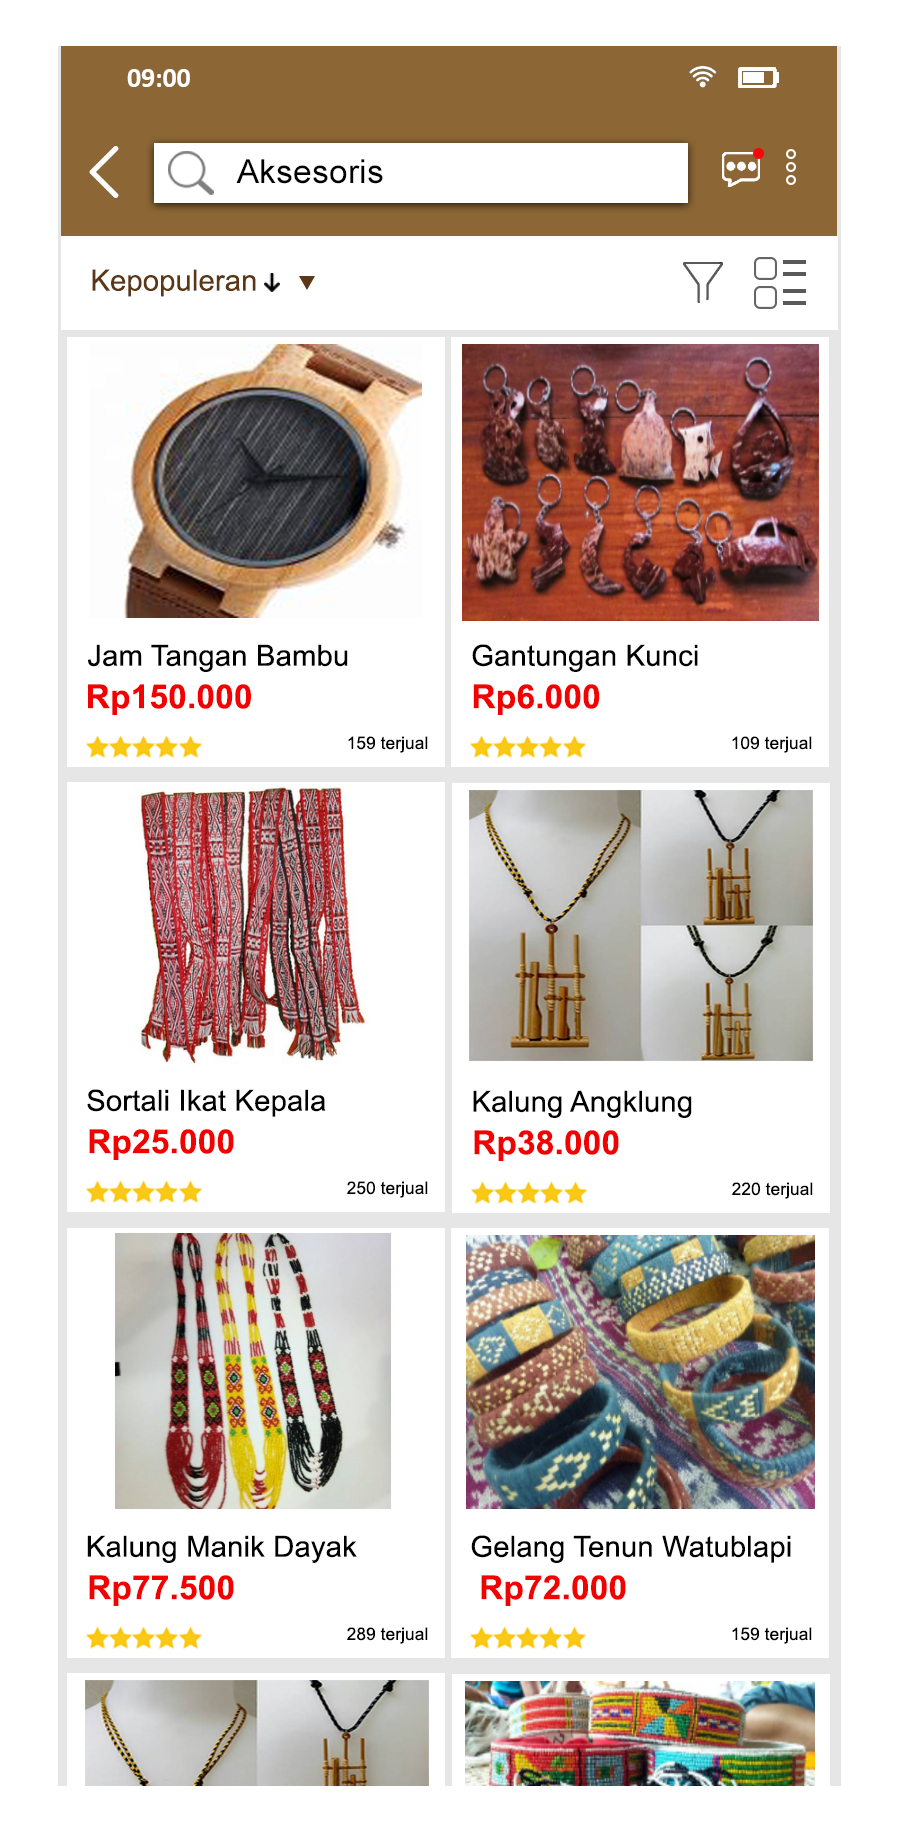 09:00
Aksesoris
Kepopuleran
Jam Tangan Bambu
Rp150.000
159 terjual
Gantungan Kunci
Rp6.000
109 terjual
Sortali Ikat Kepala
Rp25.000
250 terjual
Kalung Angklung
Rp38.000
220 terjual
Kalung Manik Dayak
Rp77.500
289 terjual
Gelang Tenun Watublapi
Rp72.000
159 terjual